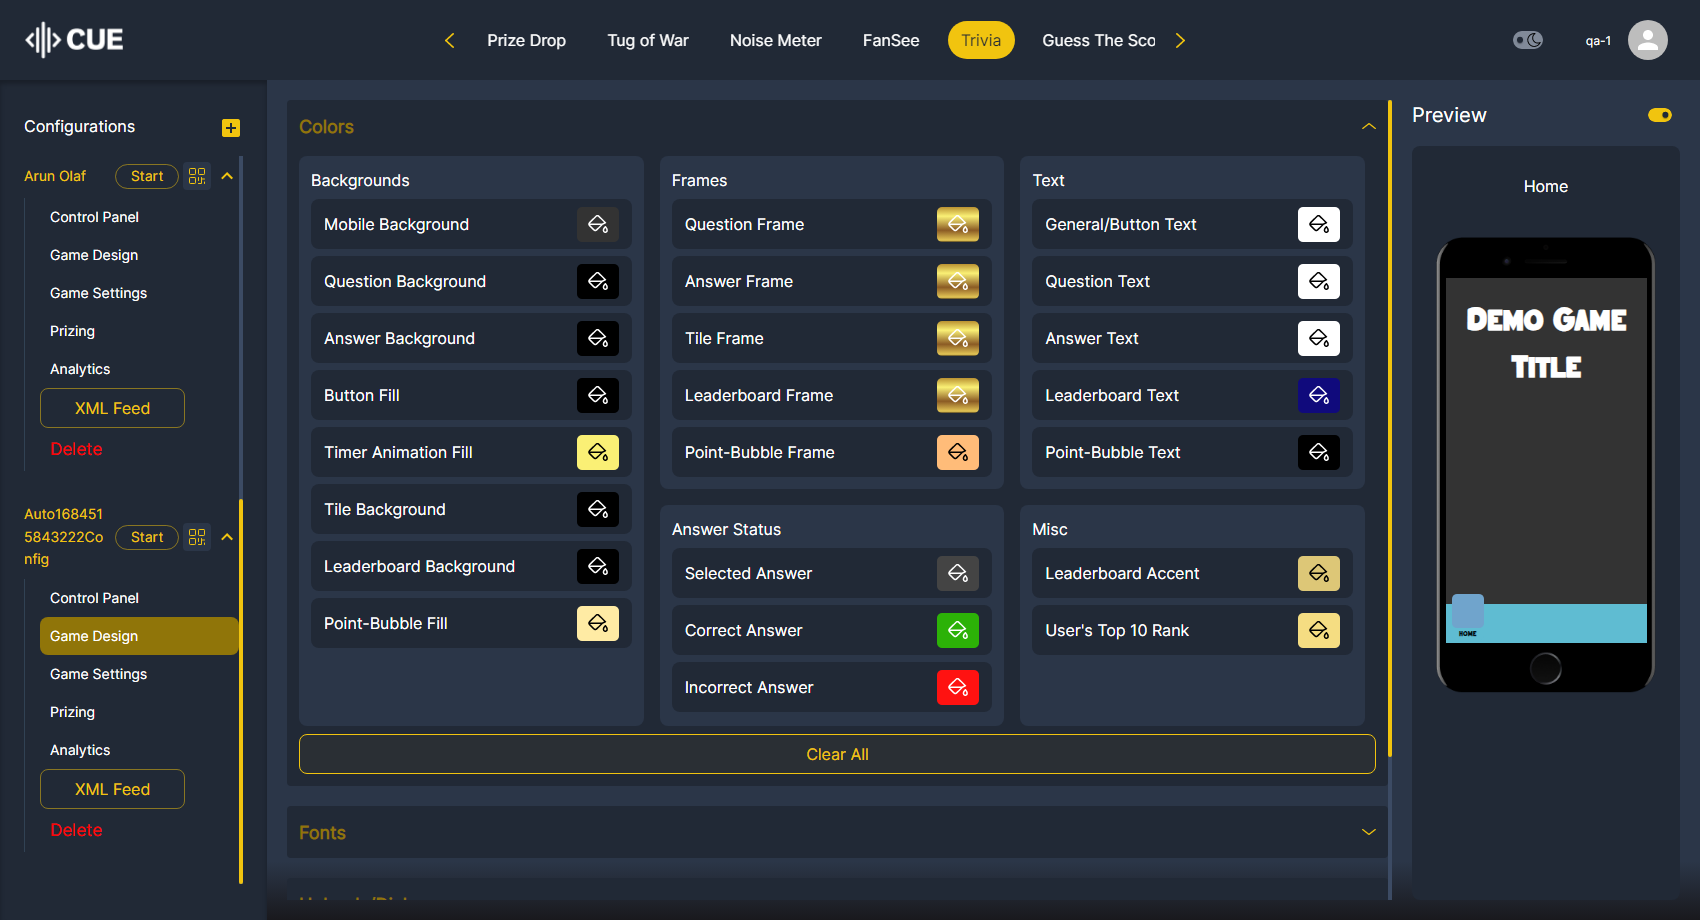 CUE
Prize Drop
Tug of War
Noise Meter
FanSee
Trivia
Guess The Sco
qa-1
Configurations
Arun Olaf
Start
Control Panel
Game Design
Game Settings
Prizing
Analytics
XML Feed
Delete
Auto168451
5843222Co
nfig
Start
Control Panel
Game Design
Game Settings
Prizing
Analytics
XML Feed
Delete
Colors
Backgrounds
Mobile Background
Question Background
Answer Background
Button Fill
Timer Animation Fill
Tile Background
Leaderboard Background
Point-Bubble Fill
Frames
Question Frame
Answer Frame
Tile Frame
Leaderboard Frame
Point-Bubble Frame
Text
General/Button Text
Question Text
Answer Text
Leaderboard Text
Point-Bubble Text
Answer Status
Selected Answer
Correct Answer
Incorrect Answer
Misc
Leaderboard Accent
User's Top 10 Rank
Clear All
Fonts
Preview
Home
Demo Game
Title
HOME